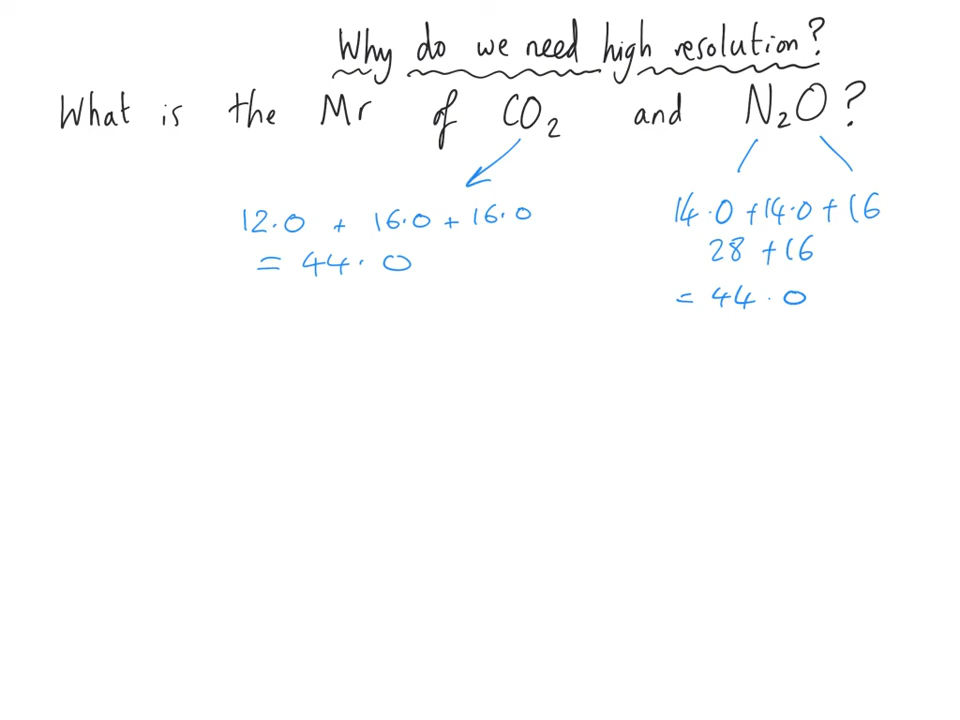 Why do we need high resolution?
What is the Mr of CO₂ and N₂O?
12.0 + 16.0 + 16.0
= 44.0
14.0 + 14.0 + 16
28 + 16
= 44.0